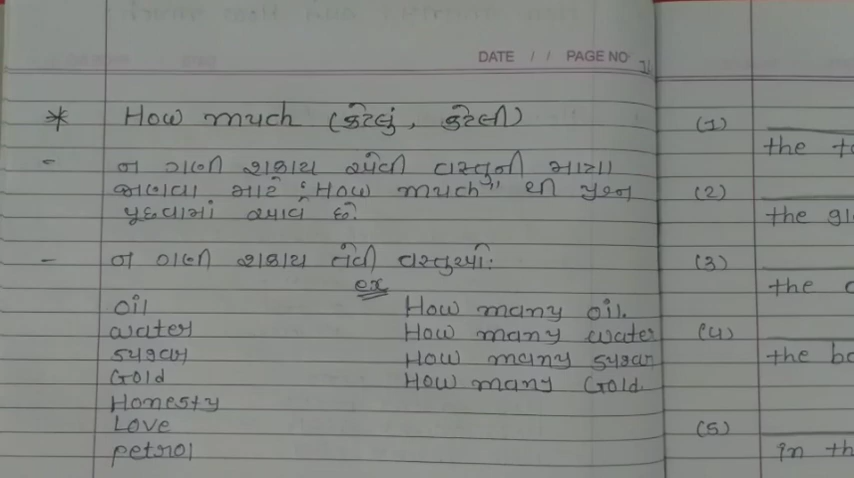 DATE / / PAGE NO
* How much (કેટલું, કેટલી)
- ન ગણી શકાય એવી વસ્તુની માત્રા
જાણવા માટે "How much" થી પ્રશ્ન
પૂછવામાં આવે છે.
- ન ગણી શકાય તેવી વસ્તુઓ:
ex
oil How many oil.
water How many water
sugar How many sugar
Gold How many Gold.
Honesty
Love
petrol
(1)
the
(2)
the
(3)
the
(4)
the
(5)
in